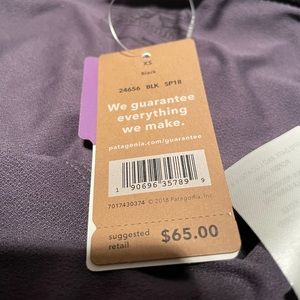 XS
Black
24656 BLK SP18
We guarantee
everything
we make.
patagonia.com/guarantee
1 90696 35789 9
7017430374 © 2018 Patagonia, Inc.
suggested
retail
$65.00